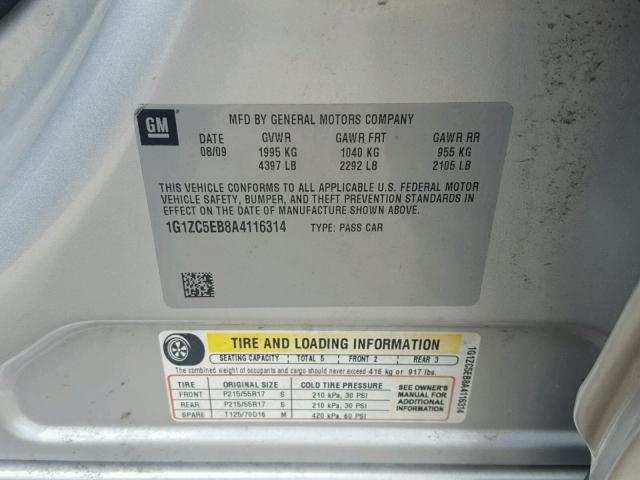 GM
MFD BY GENERAL MOTORS COMPANY
DATE GVWR GAWR FRT GAWR RR
08/09 1995 KG 1040 KG 955 KG
4397 LB 2292 LB 2105 LB
THIS VEHICLE CONFORMS TO ALL APPLICABLE U.S. FEDERAL MOTOR
VEHICLE SAFETY, BUMPER, AND THEFT PREVENTION STANDARDS IN
EFFECT ON THE DATE OF MANUFACTURE SHOWN ABOVE.
1G1ZC5EB8A4116314 TYPE: PASS CAR
TIRE AND LOADING INFORMATION
SEATING CAPACITY TOTAL 5 FRONT 2 REAR 3
The combined weight of occupants and cargo should never exceed 416 kg or 917 lbs.
TIRE ORIGINAL SIZE COLD TIRE PRESSURE
FRONT P215/55R17 S 210 kPa, 30 PSI
REAR P215/55R17 S 210 kPa, 30 PSI
SPARE T125/70D16 M 420 kPa, 60 PSI
SEE OWNER'S
MANUAL FOR
ADDITIONAL
INFORMATION
1G1ZC5EB8A4116314